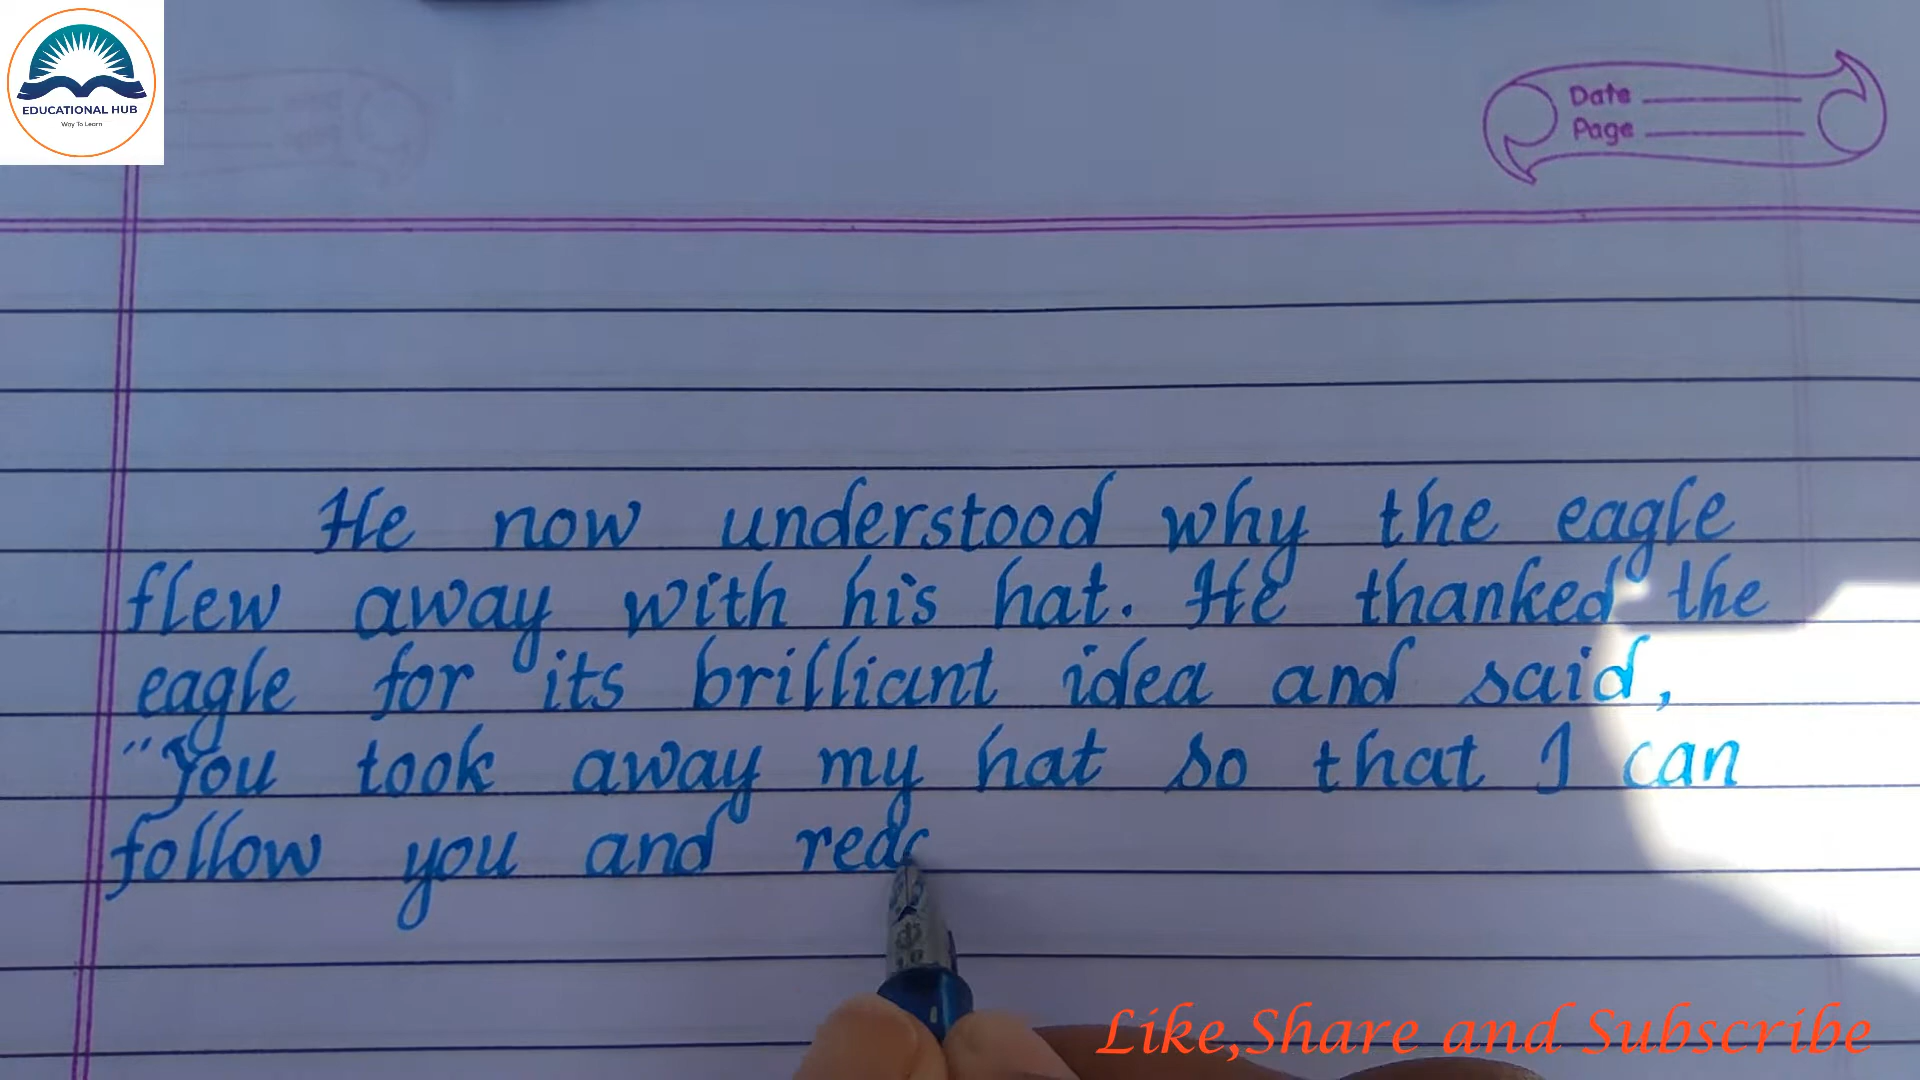 EDUCATIONAL HUB
Way To Learn
Date
Page
He now understood why the eagle
flew away with his hat. He thanked the
eagle for its brilliant idea and said,
"You took away my hat so that I can
follow you and reac
Like,Share and Subscribe